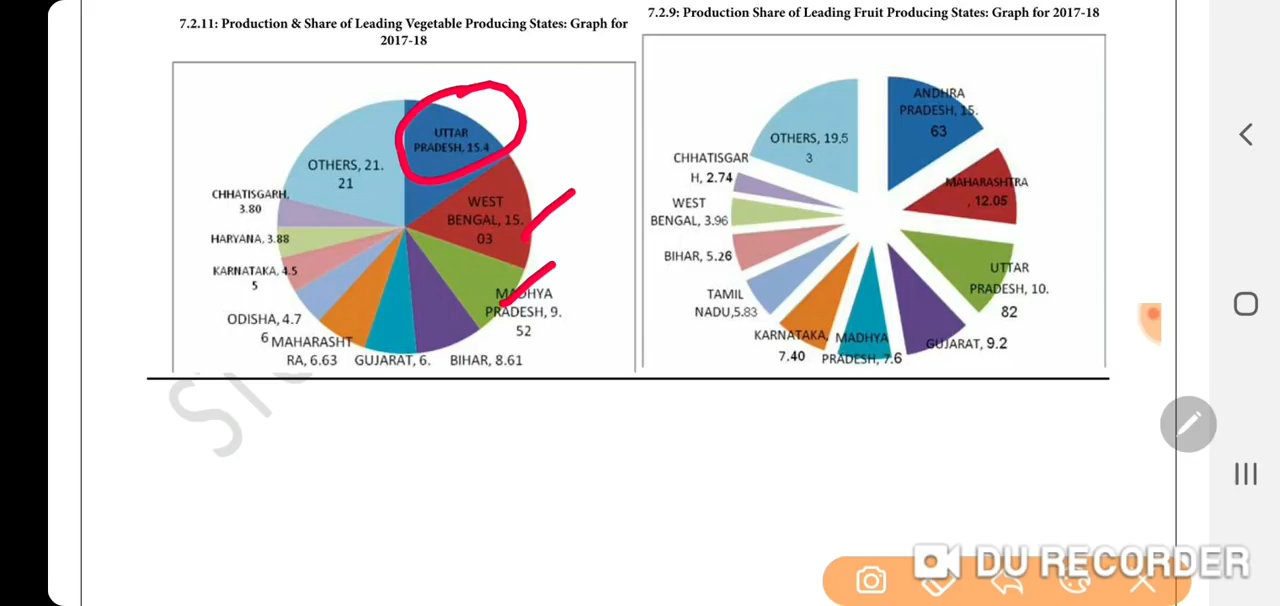 7.2.11: Production & Share of Leading Vegetable Producing States: Graph for
2017-18
UTTAR
PRADESH, 15.4
WEST
BENGAL, 15.
03
MADHYA
PRADESH, 9.
52
BIHAR, 8.61
GUJARAT, 6.
MAHARASHT
RA, 6.63
ODISHA, 4.7
6
KARNATAKA, 4.5
5
HARYANA, 3.88
CHHATISGARH,
3.80
OTHERS, 21.
21
7.2.9: Production Share of Leading Fruit Producing States: Graph for 2017-18
ANDHRA
PRADESH, 15.
63
MAHARASHTRA
, 12.05
UTTAR
PRADESH, 10.
82
GUJARAT, 9.2
MADHYA
PRADESH, 7.6
KARNATAKA,
7.40
TAMIL
NADU,5.83
BIHAR, 5.26
WEST
BENGAL, 3.96
CHHATISGAR
H, 2.74
OTHERS, 19,5
3
DU RECORDER